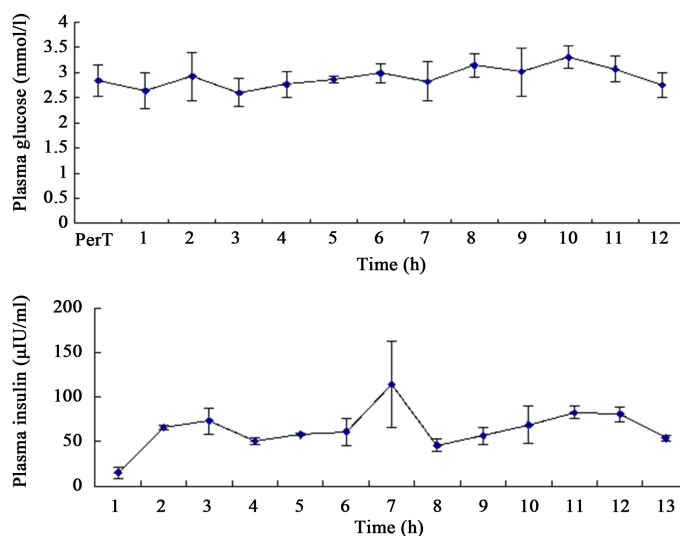 Plasma glucose (mmol/l)
4
3.5
3
2.5
2
1.5
1
0.5
0
PerT 1 2 3 4 5 6 7 8 9 10 11 12
Time (h)
Plasma insulin (μIU/ml)
200
150
100
50
0
1 2 3 4 5 6 7 8 9 10 11 12 13
Time (h)